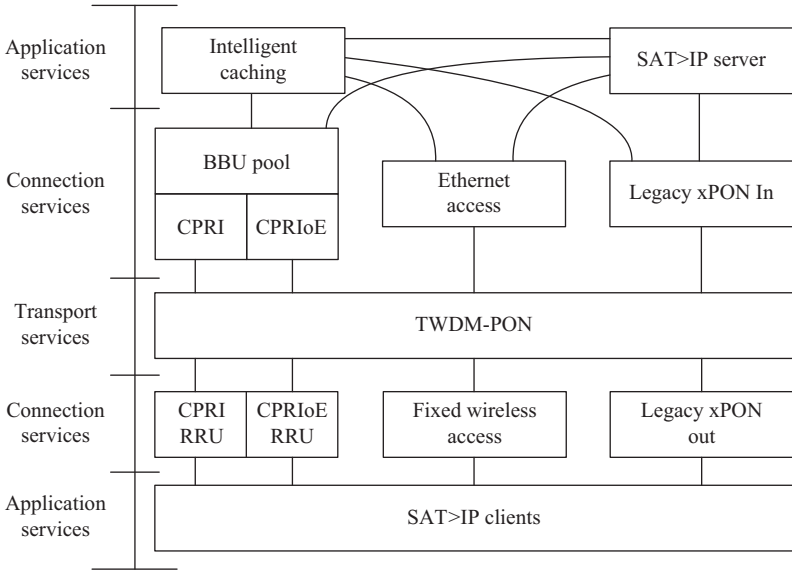 Application
services
Intelligent
caching
SAT>IP server
Connection
services
BBU pool
CPRI
CPRIoE
Ethernet
access
Legacy xPON In
Transport
services
TWDM-PON
Connection
services
CPRI
RRU
CPRIoE
RRU
Fixed wireless
access
Legacy xPON
out
Application
services
SAT>IP clients